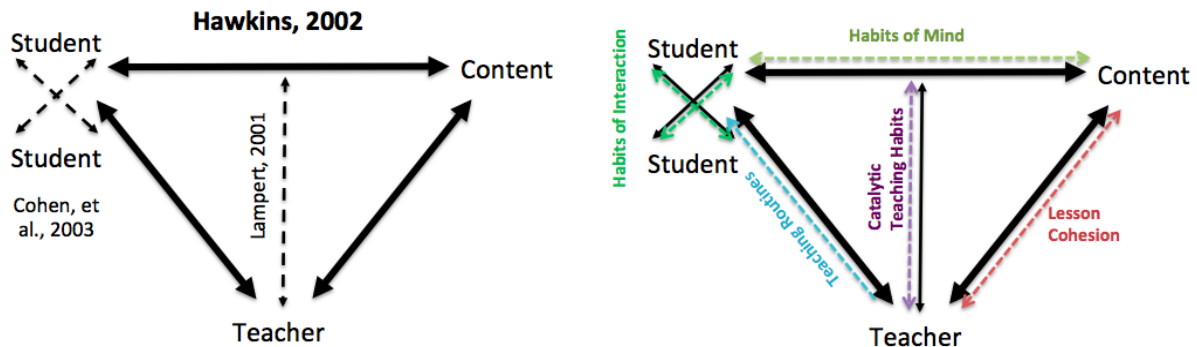 Hawkins, 2002
Student
Content
Student
Cohen, et
al., 2003
Lampert, 2001
Teacher
Habits of Mind
Student
Content
Habits of Interaction
Student
Teaching Routines
Catalytic
Teaching Habits
Lesson
Cohesion
Teacher